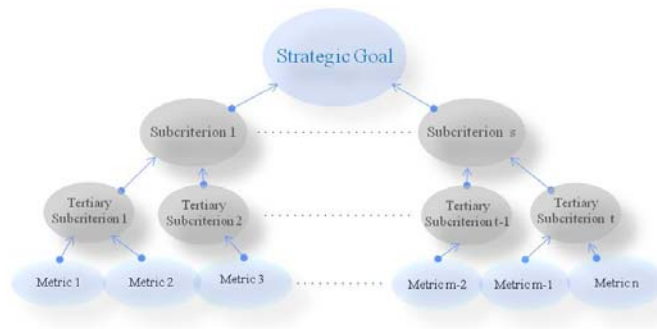 Strategic Goal
Subcriterion 1
Subcriterion s
Tertiary
Subcriterion 1
Tertiary
Subcriterion 2
Tertiary
Subcriterion t-1
Tertiary
Subcriterion t
Metric 1
Metric 2
Metric 3
Metric m-2
Metric m-1
Metric n